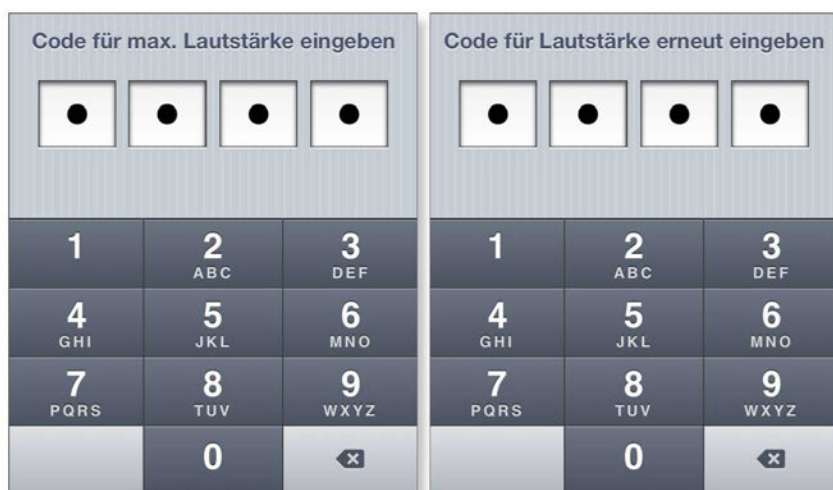 Code für max. Lautstärke eingeben
1
2
3
ABC
DEF
4
5
6
GHI
JKL
MNO
7
8
9
PQRS
TUV
WXYZ
0
Code für Lautstärke erneut eingeben
1
2
3
ABC
DEF
4
5
6
GHI
JKL
MNO
7
8
9
PQRS
TUV
WXYZ
0